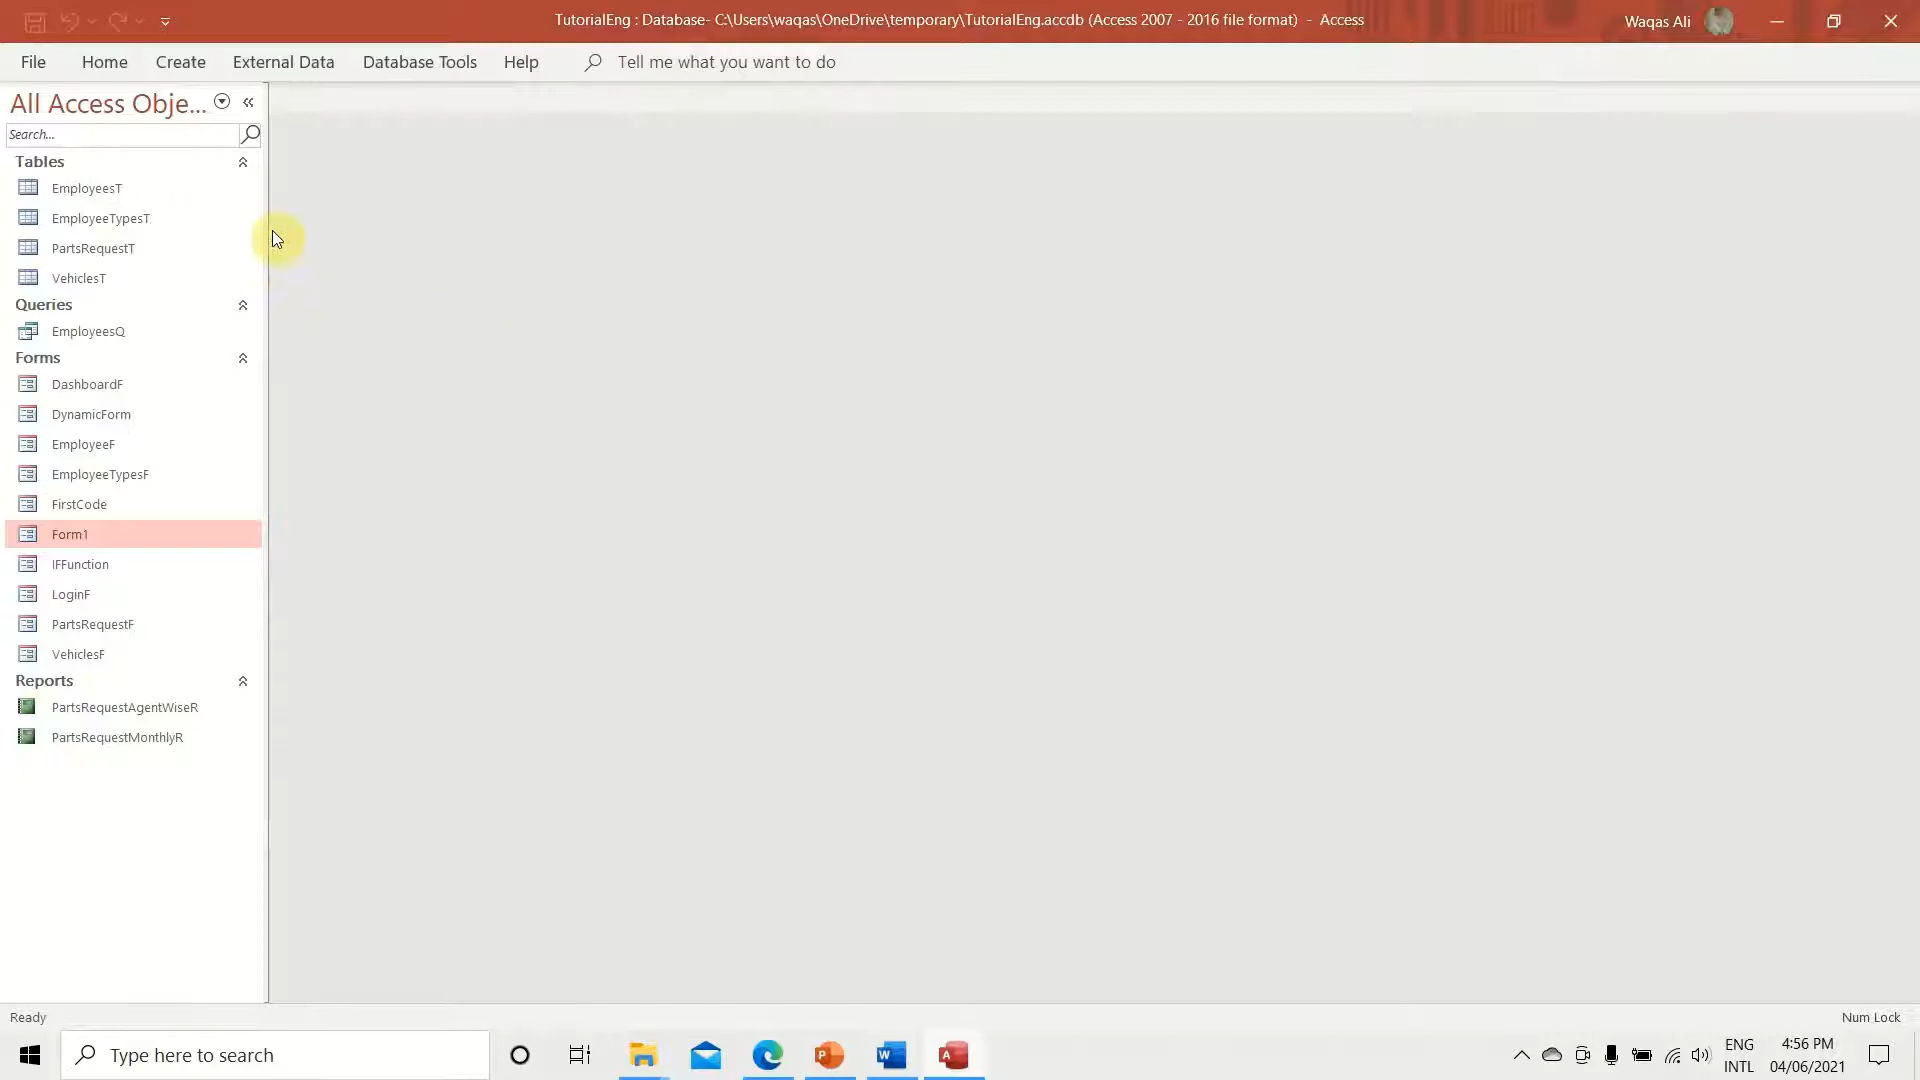 TutorialEng : Database- C:\Users\waqas\OneDrive\temporary\TutorialEng.accdb (Access 2007 - 2016 file format) - Access
Waqas Ali
File Home Create External Data Database Tools Help Tell me what you want to do
All Access Obje...
Search...
Tables
EmployeesT
EmployeeTypesT
PartsRequestT
VehiclesT
Queries
EmployeesQ
Forms
DashboardF
DynamicForm
EmployeeF
EmployeeTypesF
FirstCode
Form1
IFFunction
LoginF
PartsRequestF
VehiclesF
Reports
PartsRequestAgentWiseR
PartsRequestMonthlyR
Ready
Num Lock
Type here to search
ENG
INTL
4:56 PM
04/06/2021